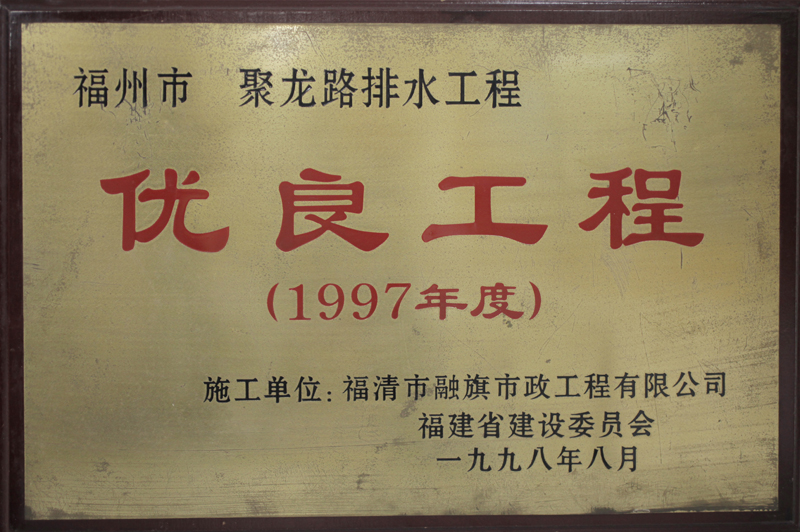 福州市 聚龙路排水工程
优良工程
(1997年度)
施工单位:福清市融旗市政工程有限公司
福建省建设委员会
一九九八年八月